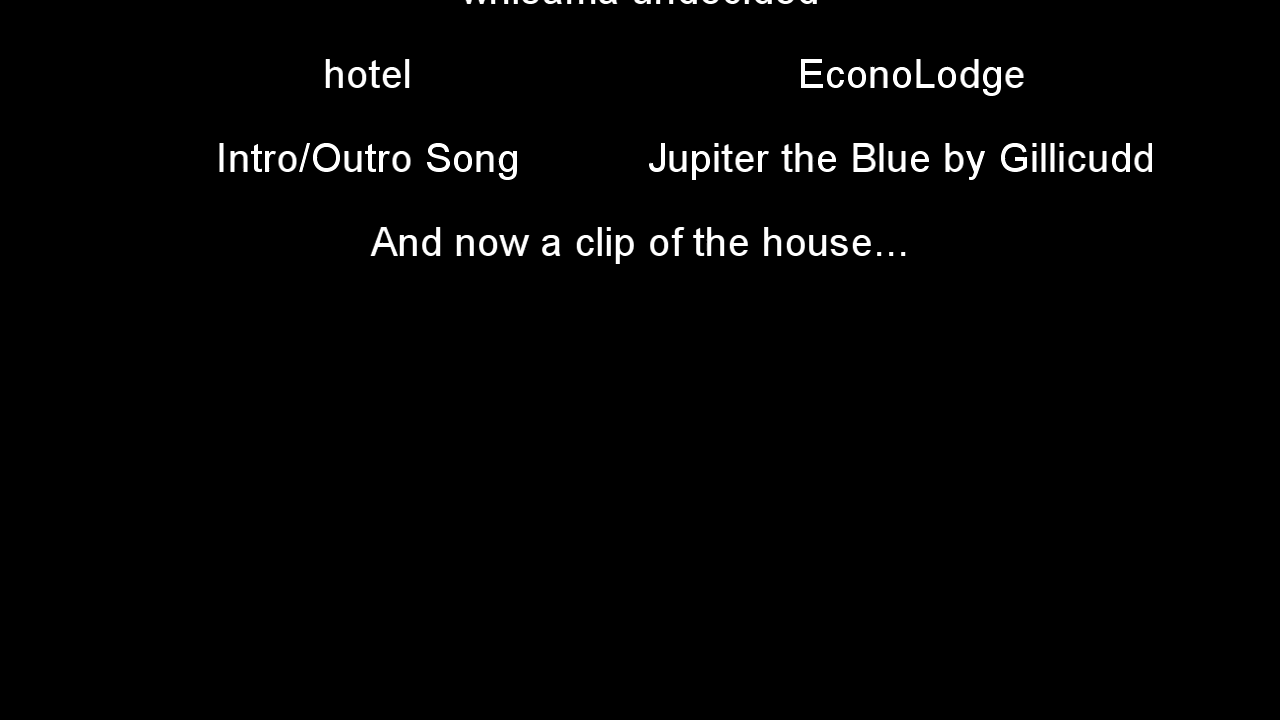 hotel EconoLodge
Intro/Outro Song Jupiter the Blue by Gillicudd
And now a clip of the house...